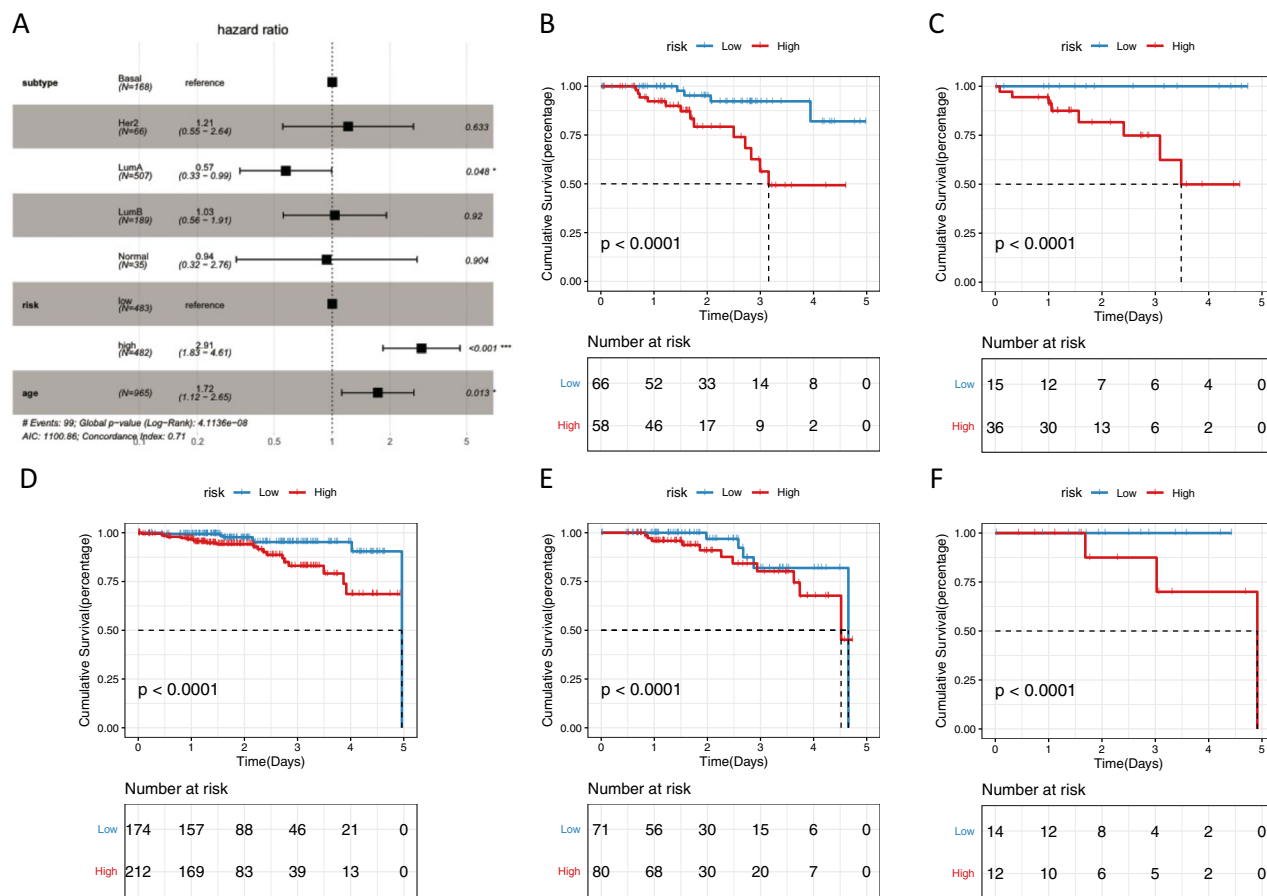 A
hazard ratio
subtype Basal (N=168) reference
Her2 (N=66) 1.21 (0.55 − 2.64) 0.633
LumA (N=507) 0.57 (0.33 − 0.99) 0.048 *
LumB (N=189) 1.03 (0.56 − 1.91) 0.92
Normal (N=35) 0.94 (0.32 − 2.76) 0.904
risk low (N=483) reference
high (N=482) 2.91 (1.83 − 4.61) <0.001 ***
age (N=965) 1.72 (1.12 − 2.65) 0.013 *
# Events: 99; Global p-value (Log-Rank): 4.1136e-08
AIC: 1100.86; Concordance Index: 0.71
0.1 0.2 0.5 1 2 5
B
risk Low High
Cumulative Survival(percentage)
1.00
0.75
0.50
0.25
0.00
p < 0.0001
0 1 2 3 4 5
Time(Days)
Number at risk
Low 66 52 33 14 8 0
High 58 46 17 9 2 0
C
risk Low High
Cumulative Survival(percentage)
1.00
0.75
0.50
0.25
0.00
p < 0.0001
0 1 2 3 4 5
Time(Days)
Number at risk
Low 15 12 7 6 4 0
High 36 30 13 6 2 0
D
risk Low High
Cumulative Survival(percentage)
1.00
0.75
0.50
0.25
0.00
p < 0.0001
0 1 2 3 4 5
Time(Days)
Number at risk
Low 174 157 88 46 21 0
High 212 169 83 39 13 0
E
risk Low High
Cumulative Survival(percentage)
1.00
0.75
0.50
0.25
0.00
p < 0.0001
0 1 2 3 4 5
Time(Days)
Number at risk
Low 71 56 30 15 6 0
High 80 68 30 20 7 0
F
risk Low High
Cumulative Survival(percentage)
1.00
0.75
0.50
0.25
0.00
p < 0.0001
0 1 2 3 4 5
Time(Days)
Number at risk
Low 14 12 8 4 2 0
High 12 10 6 5 2 0